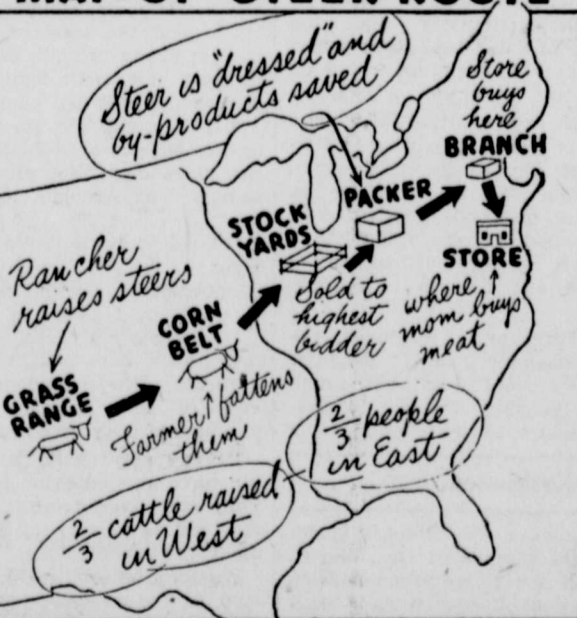 Steer is "dressed" and
by-products saved
Store
buys
here
BRANCH
PACKER
STOCK
YARDS
STORE
Rancher
raises steers
Sold to
highest
bidder
where
mom buys
meat
CORN
BELT
GRASS
RANGE
Farmer fattens
them
2/3 people
in East
2/3 cattle raised
in West